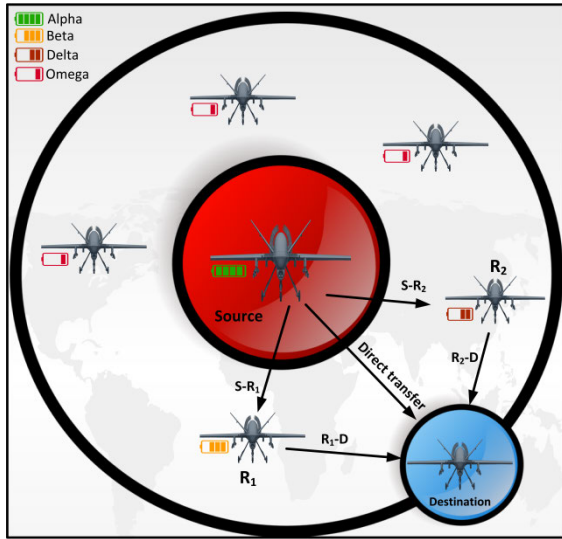 Alpha
Beta
Delta
Omega
Source
S-R₂
R₂
Direct transfer
R₂-D
S-R₁
R₁-D
R₁
Destination